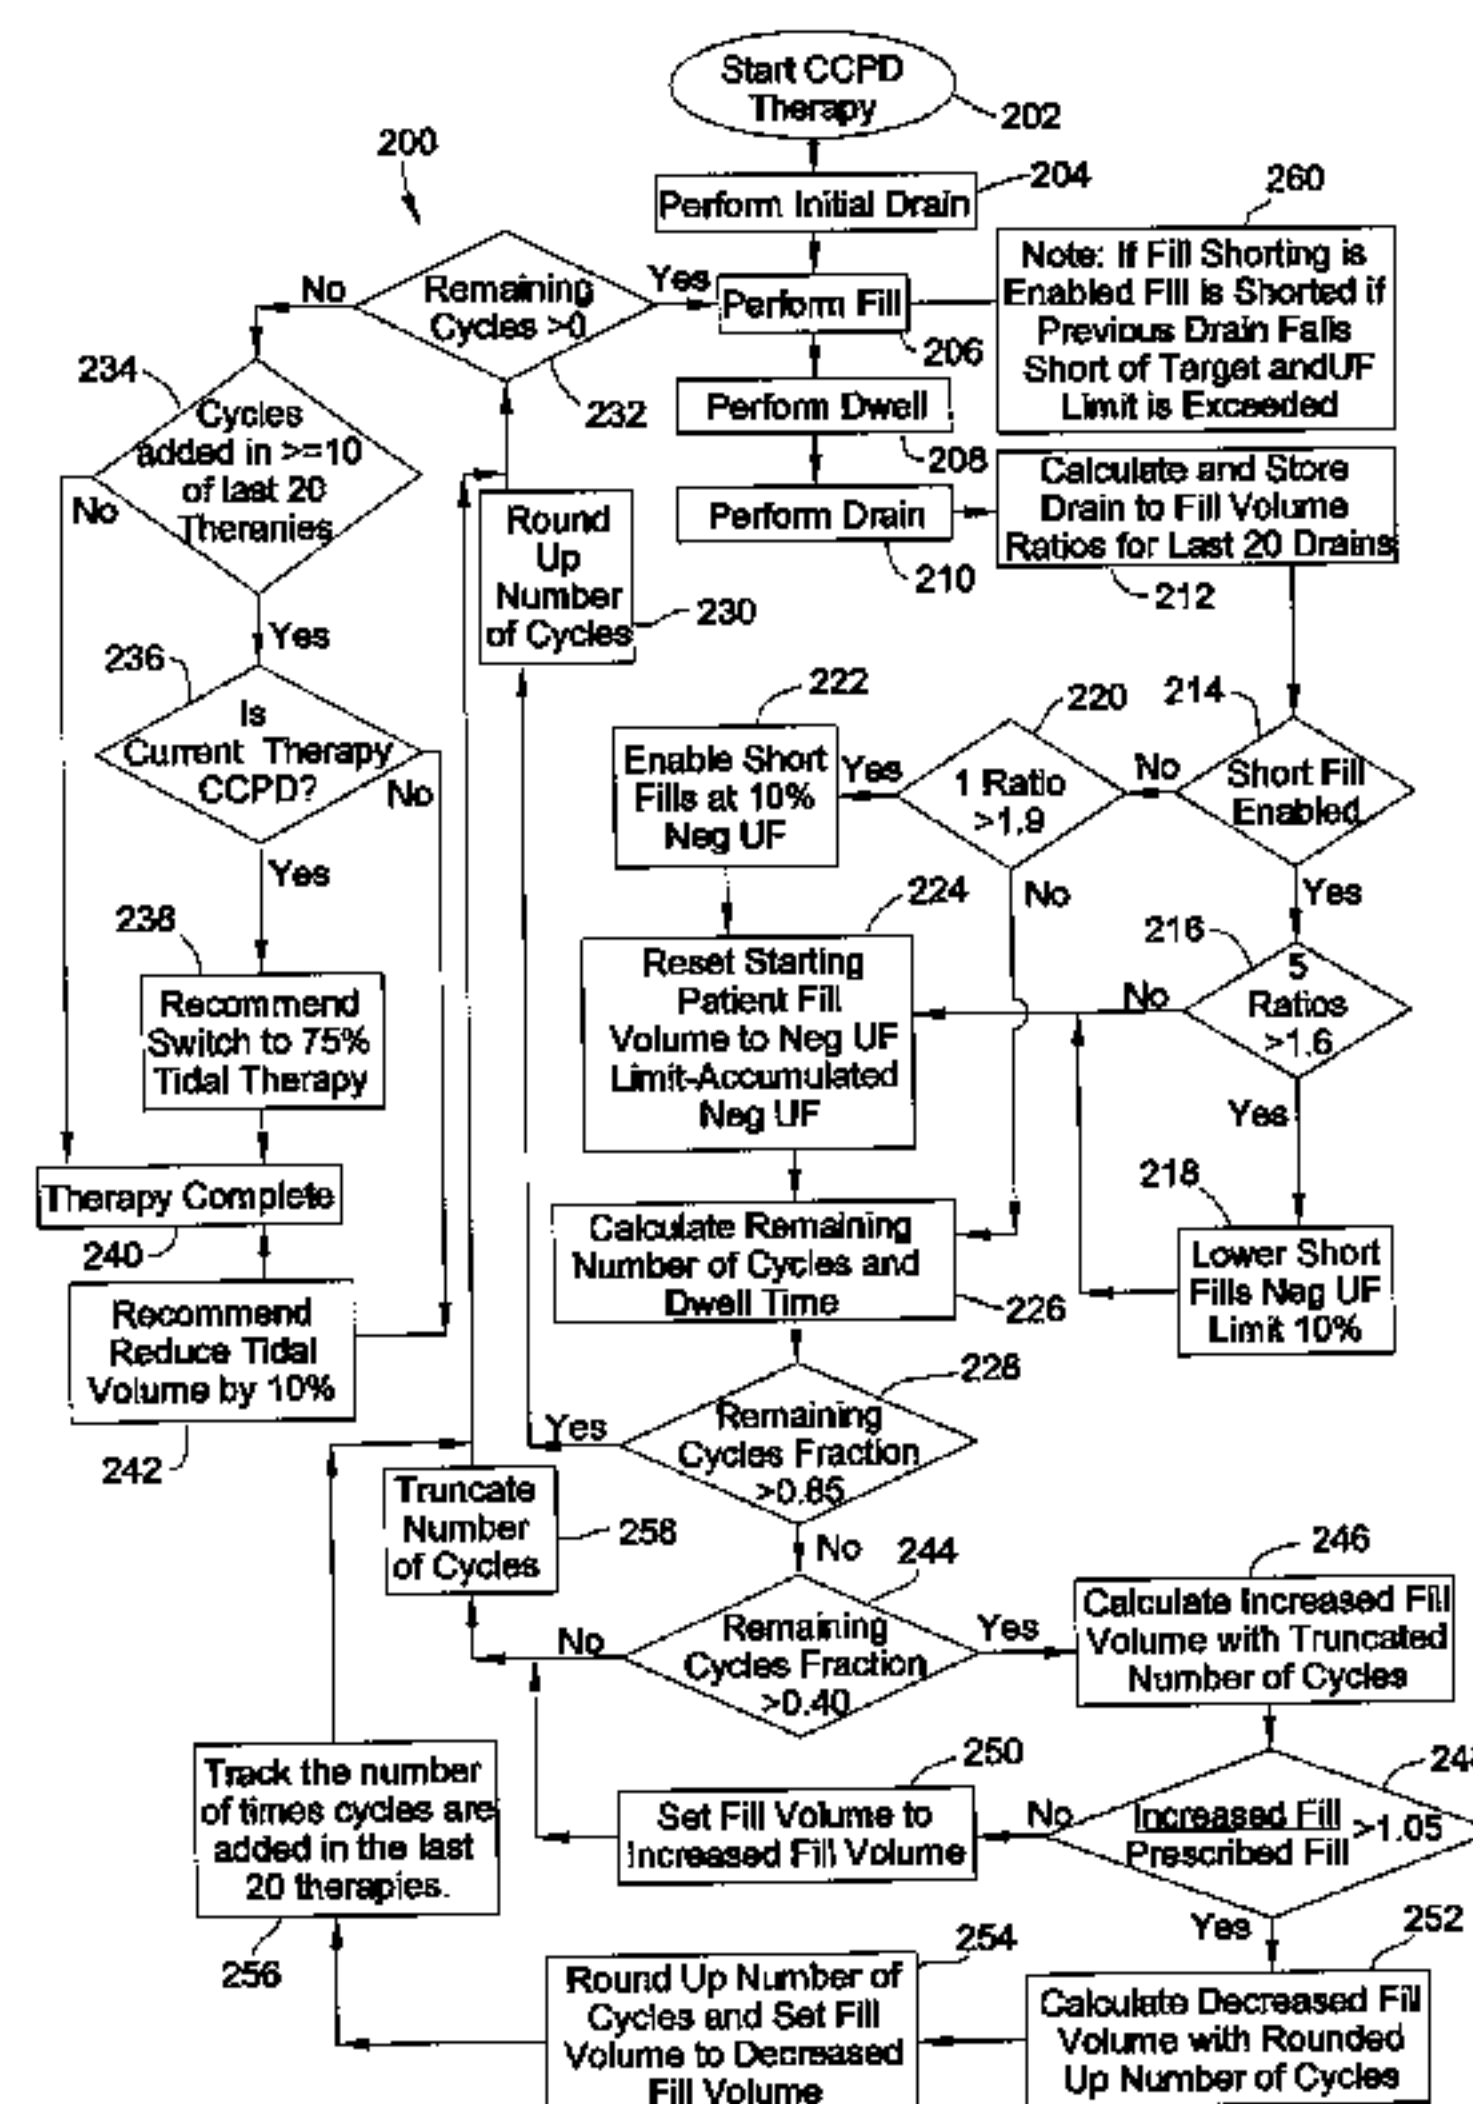 Start CCPD
Therapy
202
200
Perform Initial Drain
204
260
Note: If Fill Shorting is
Enabled Fill is Shorted if
Previous Drain Falls
Short of Target andUF
Limit is Exceeded
No
Remaining
Cycles >0
Yes
232
Perform Fill
206
Perform Dwell
208
Perform Drain
210
Calculate and Store
Drain to Fill Volume
Ratios for Last 20 Drains
212
234
Cycles
added in >=10
of last 20
Theranies
No
Yes
Round
Up
Number
of Cycles
230
236
Is
Current Therapy
CCPD?
No
Yes
222
Enable Short
Fills at 10%
Neg UF
Yes
220
1 Ratio
>1.9
No
No
214
Short Fill
Enabled
Yes
224
Reset Starting
Patient Fill
Volume to Neg UF
Limit-Accumulated
Neg UF
216
5
Ratios
>1.6
No
Yes
238
Recommend
Switch to 75%
Tidal Therapy
Therapy Complete
240
218
Lower Short
Fills Neg UF
Limit 10%
Calculate Remaining
Number of Cycles and
Dwell Time
226
Recommend
Reduce Tidal
Volume by 10%
242
228
Remaining
Cycles Fraction
>0.85
Yes
No
Truncate
Number
of Cycles
258
244
Remaining
Cycles Fraction
>0.40
No
Yes
246
Calculate Increased Fill
Volume with Truncated
Number of Cycles
Increased Fill
Prescribed Fill
>1.05
No
Yes
250
Set Fill Volume to
Increased Fill Volume
Track the number
of times cycles are
added in the last
20 therapies.
256
254
Round Up Number of
Cycles and Set Fill
Volume to Decreased
Fill Volume
252
Calculate Decreased Fill
Volume with Rounded
Up Number of Cycles